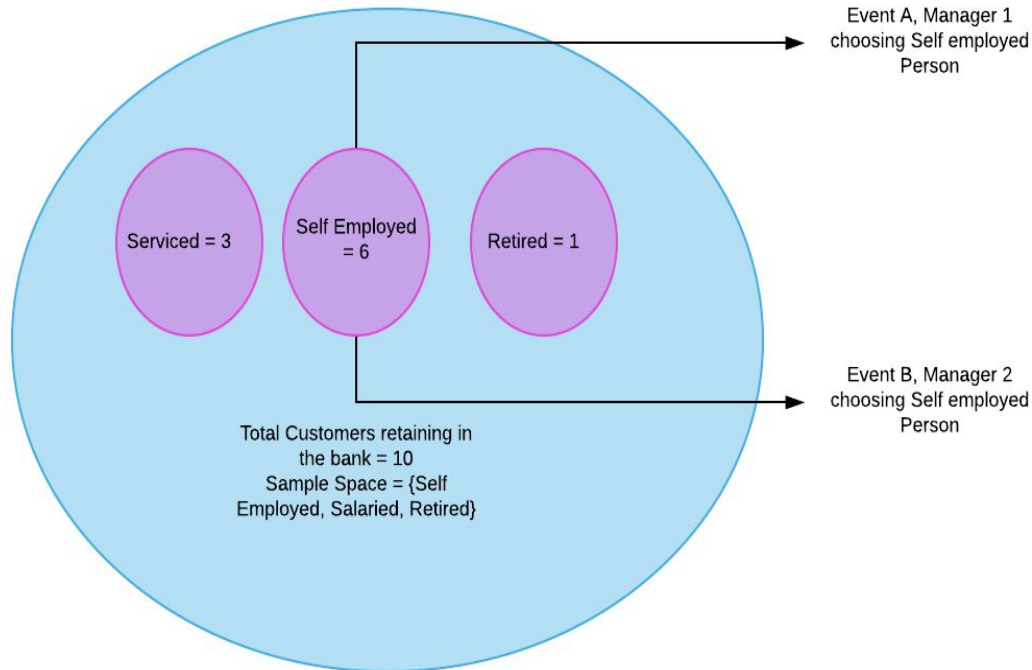 Event A, Manager 1
choosing Self employed
Person
Serviced = 3
Self Employed
= 6
Retired = 1
Event B, Manager 2
choosing Self employed
Person
Total Customers retaining in
the bank = 10
Sample Space = {Self
Employed, Salaried, Retired}